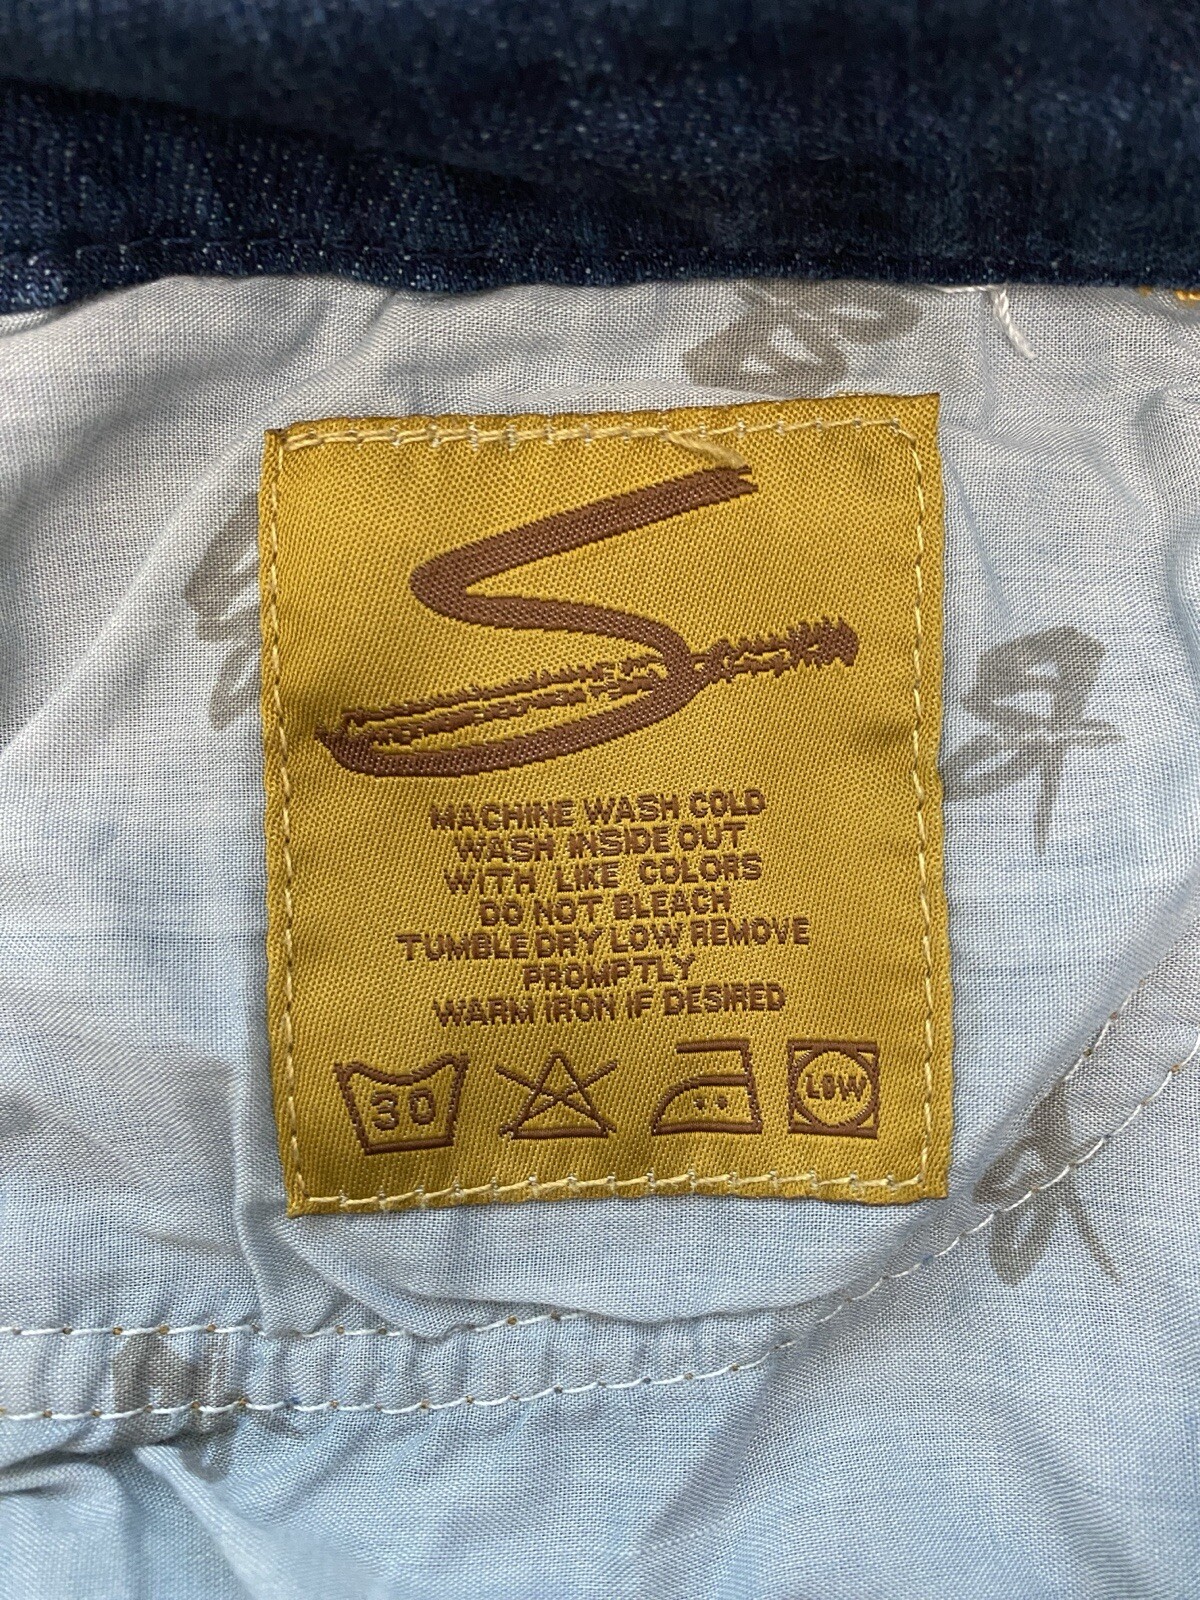 S
MACHINE WASH COLD
WASH INSIDE OUT
WITH LIKE COLORS
DO NOT BLEACH
TUMBLE DRY LOW REMOVE
PROMPTLY
WARM IRON IF DESIRED
30 LOW